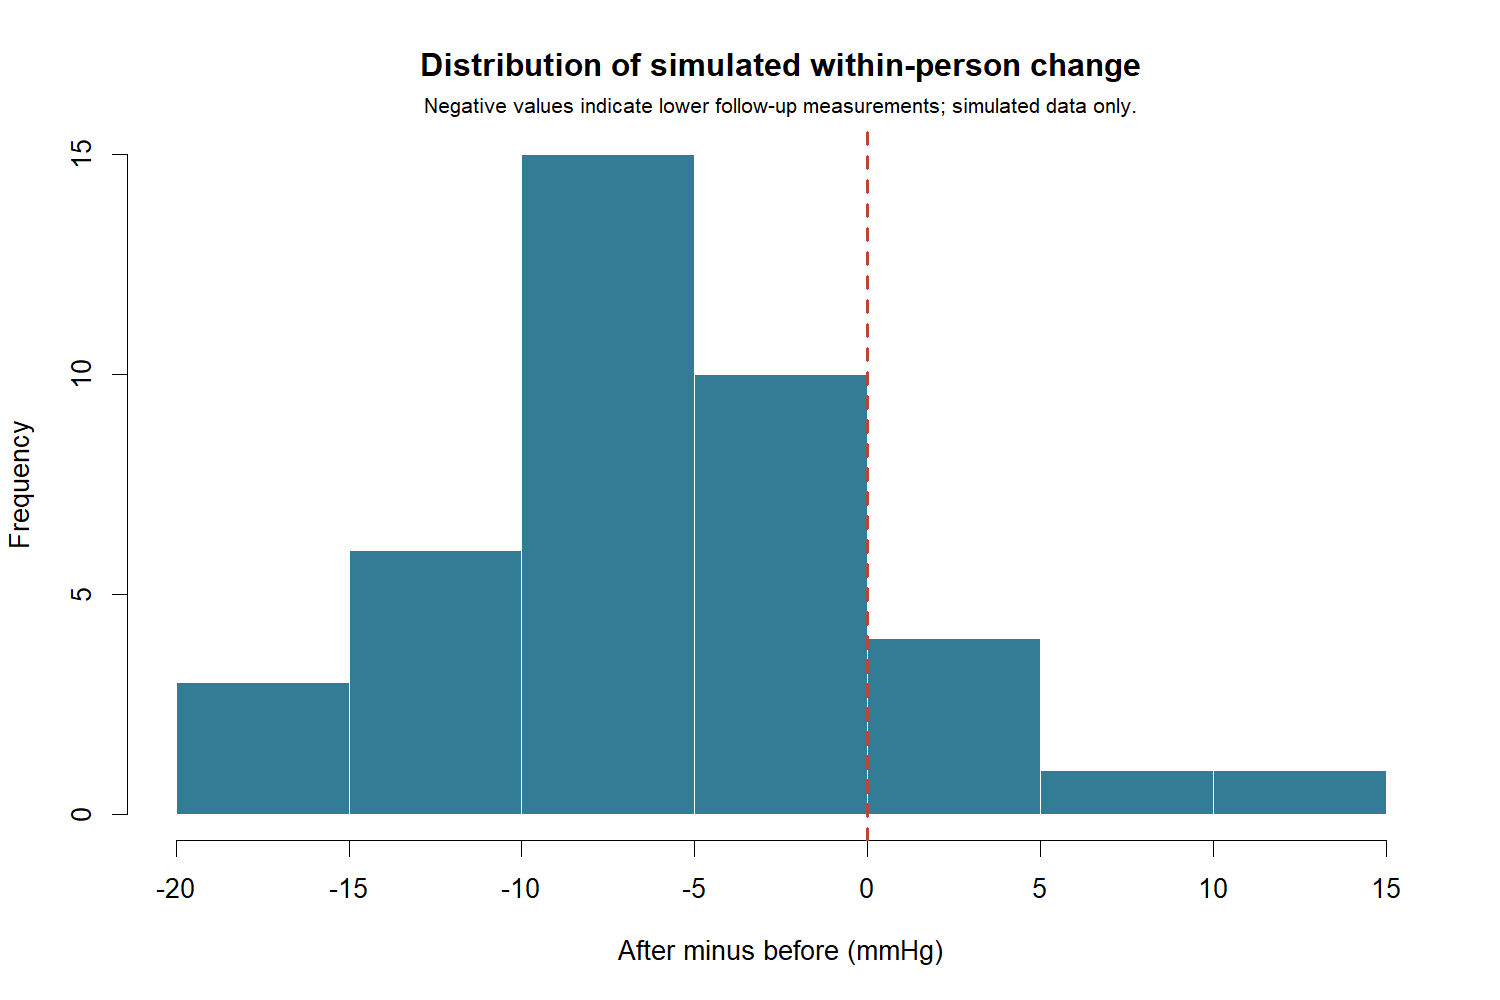 Distribution of simulated within-person change
Negative values indicate lower follow-up measurements; simulated data only.
15
10
5
0
Frequency
-20 -15 -10 -5 0 5 10 15
After minus before (mmHg)